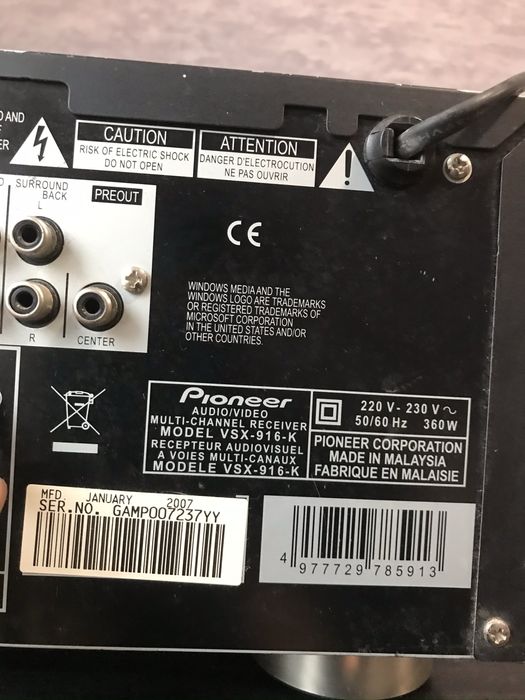 AND
CAUTION
RISK OF ELECTRIC SHOCK
DO NOT OPEN
ATTENTION
DANGER D'ELECTROCUTION
NE PAS OUVRIR
SURROUND
BACK
L
PREOUT
R
CENTER
CE
WINDOWS MEDIA AND THE
WINDOWS LOGO ARE TRADEMARKS
OR REGISTERED TRADEMARKS OF
MICROSOFT CORPORATION
IN THE UNITED STATES AND/OR
OTHER COUNTRIES.
Pioneer
AUDIO/VIDEO
MULTI-CHANNEL RECEIVER
MODEL VSX-916-K
RECEPTEUR AUDIOVISUEL
A VOIES MULTI-CANAUX
MODELE VSX-916-K
220 V - 230 V ~
50/60 Hz 360W
PIONEER CORPORATION
MADE IN MALAYSIA
FABRIQUE EN MALAISIE
MFD. JANUARY 2007
SER.NO. GAMP007237YY
4 977729 785913